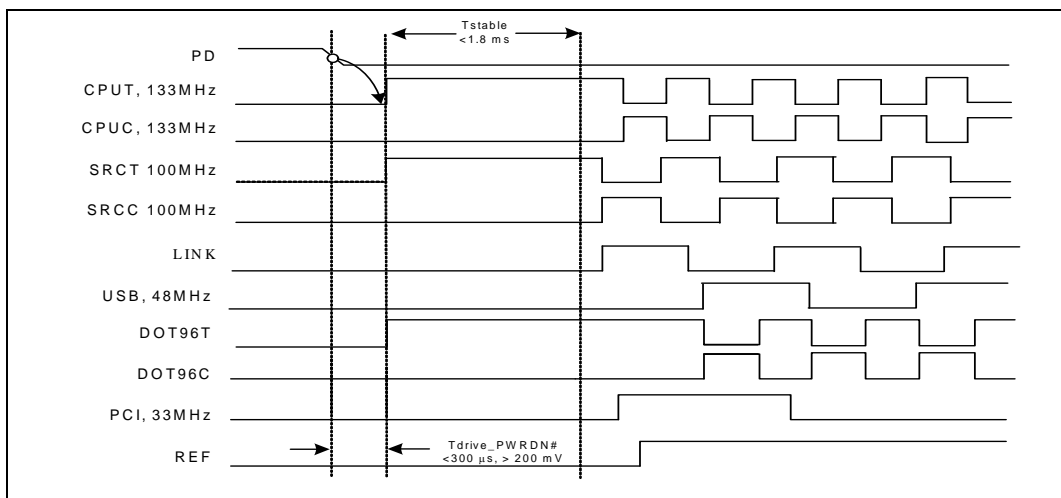 Tstable
<1.8 ms
PD
CPUT, 133MHz
CPUC, 133MHz
SRCT 100MHz
SRCC 100MHz
LINK
USB, 48MHz
DOT96T
DOT96C
PCI, 33MHz
Tdrive_PWRDN#
<300 µs, > 200 mV
REF